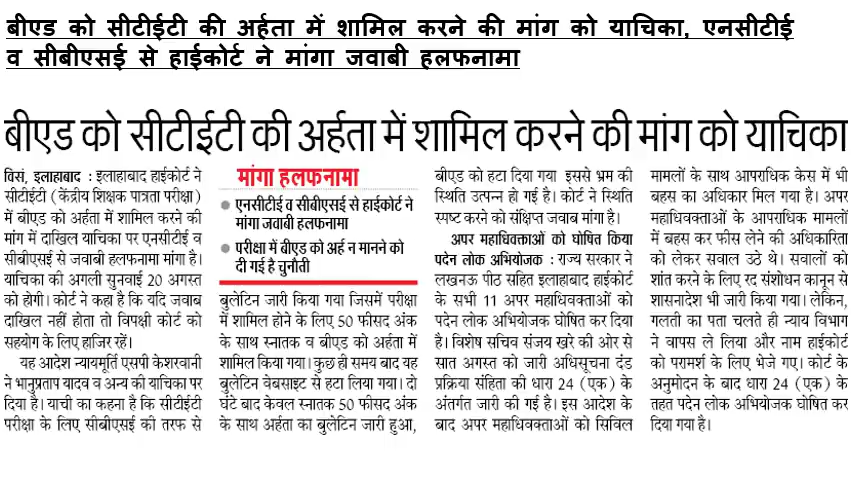 बीएड को सीटीईटी की अर्हता में शामिल करने की मांग को याचिका, एनसीटीई
व सीबीएसई से हाईकोर्ट ने मांगा जवाबी हलफनामा
बीएड को सीटीईटी की अर्हता में शामिल करने की मांग को याचिका
विसं, इलाहाबाद : इलाहाबाद हाईकोर्ट ने
सीटीईटी (केंद्रीय शिक्षक पात्रता परीक्षा)
में बीएड को अर्हता में शामिल करने की
मांग में दाखिल याचिका पर एनसीटीई व
सीबीएसई से जवाबी हलफनामा मांगा है।
याचिका की अगली सुनवाई 20 अगस्त
को होगी। कोर्ट ने कहा है कि यदि जवाब
दाखिल नहीं होता तो विपक्षी कोर्ट को
सहयोग के लिए हाजिर रहें।
यह आदेश न्यायमूर्ति एसपी केशरवानी
ने भानुप्रताप यादव व अन्य की याचिका पर
दिया है। याची का कहना है कि सीटीईटी
परीक्षा के लिए सीबीएसई की तरफ से
मांगा हलफनामा
एनसीटीई व सीबीएसई से हाईकोर्ट ने
मांगा जवाबी हलफनामा
परीक्षा में बीएड को अर्ह न मानने को
दी गई है चुनौती
बुलेटिन जारी किया गया जिसमें परीक्षा
में शामिल होने के लिए 50 फीसद अंक
के साथ स्नातक व बीएड को अर्हता में
शामिल किया गया। कुछ ही समय बाद यह
बुलेटिन वेबसाइट से हटा लिया गया। दो
घंटे बाद केवल स्नातक 50 फीसद अंक
के साथ अर्हता का बुलेटिन जारी हुआ,
बीएड को हटा दिया गया इससे भ्रम की
स्थिति उत्पन्न हो गई है। कोर्ट ने स्थिति
स्पष्ट करने को संक्षिप्त जवाब मांगा है।
अपर महाधिवक्ताओं को घोषित किया
पदेन लोक अभियोजक : राज्य सरकार ने
लखनऊ पीठ सहित इलाहाबाद हाईकोर्ट
के सभी 11 अपर महाधिवक्ताओं को
पदेन लोक अभियोजक घोषित कर दिया
है। विशेष सचिव संजय खरे की ओर से
सात अगस्त को जारी अधिसूचना दंड
प्रक्रिया संहिता की धारा 24 (एक) के
अंतर्गत जारी की गई है। इस आदेश के
बाद अपर महाधिवक्ताओं को सिविल
मामलों के साथ आपराधिक केस में भी
बहस का अधिकार मिल गया है। अपर
महाधिवक्ताओं के आपराधिक मामलों
में बहस कर फीस लेने की अधिकारिता
को लेकर सवाल उठे थे। सवालों को
शांत करने के लिए रद संशोधन कानून से
शासनादेश भी जारी किया गया। लेकिन,
गलती का पता चलते ही न्याय विभाग
ने वापस ले लिया और नाम हाईकोर्ट
को परामर्श के लिए भेजे गए। कोर्ट के
अनुमोदन के बाद धारा 24 (एक) के
तहत पदेन लोक अभियोजक घोषित कर
दिया गया है।